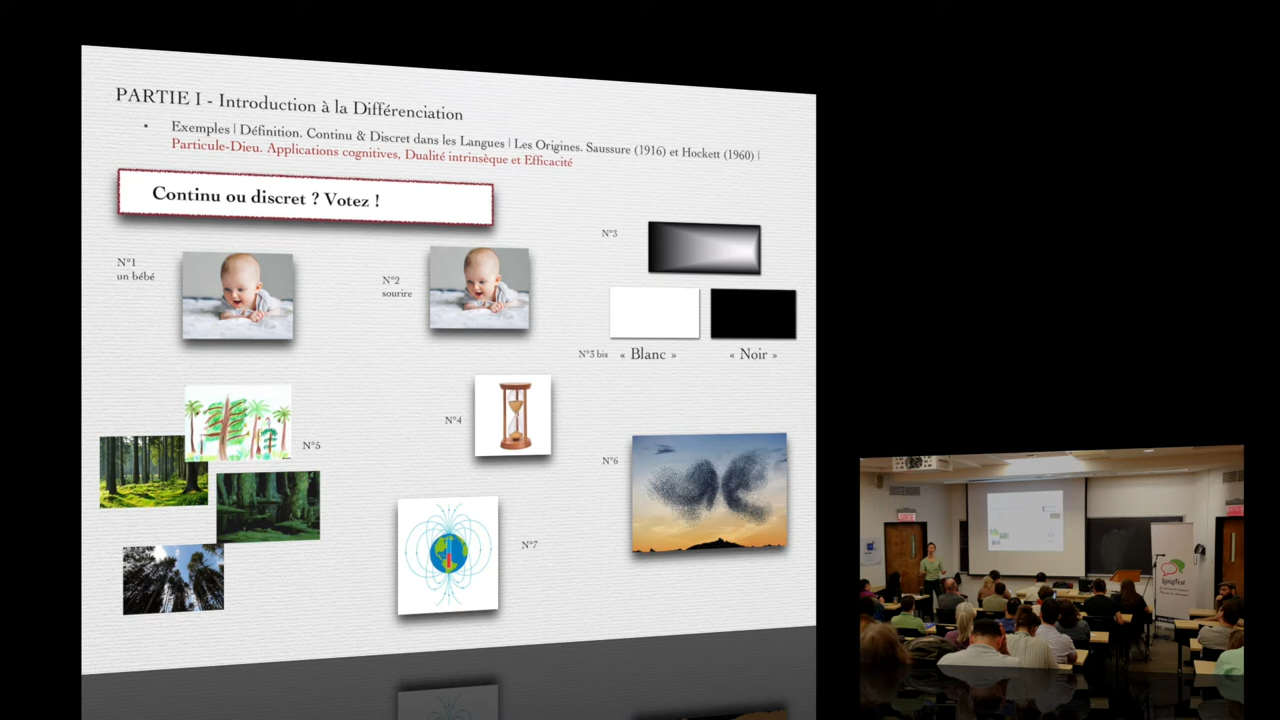 PARTIE I - Introduction à la Différenciation
• Exemples | Définition. Continu & Discret dans les Langues | Les Origines. Saussure (1916) et Hockett (1960) |
Particule-Dieu. Applications cognitives, Dualité intrinsèque et Efficacité
Continu ou discret ? Votez !
N°1
un bébé
N°2
sourire
N°3
N°3 bis « Blanc » « Noir »
N°4
N°5
N°6
N°7
LangFest